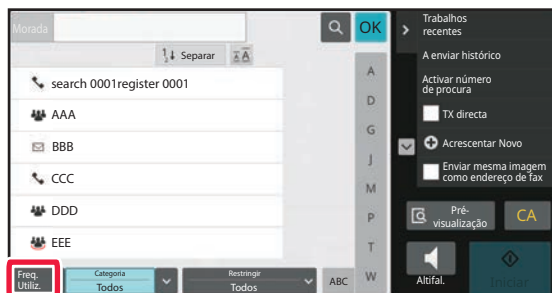 Morada
OK
1↓ Separar
AA
search 0001register 0001
AAA
BBB
CCC
DDD
EEE
A
D
G
J
M
P
T
W
Freq.
Utiliz.
Categoria
Todos
Restringir
Todos
ABC
Trabalhos
recentes
A enviar histórico
Activar número
de procura
TX directa
Acrescentar Novo
Enviar mesma imagem
como endereço de fax
Pré-
visualização
CA
Altifal.
Iniciar